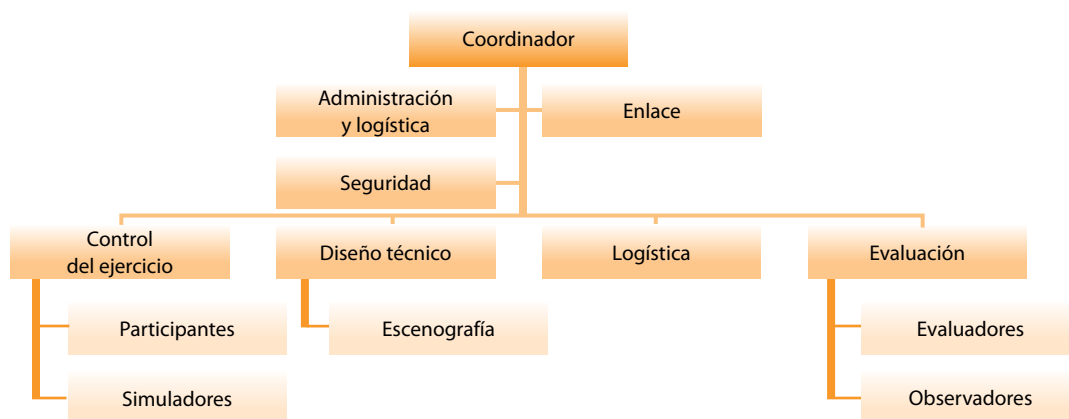 Coordinador
Administración
y logística
Enlace
Seguridad
Control
del ejercicio
Diseño técnico
Logística
Evaluación
Participantes
Escenografía
Evaluadores
Simuladores
Observadores